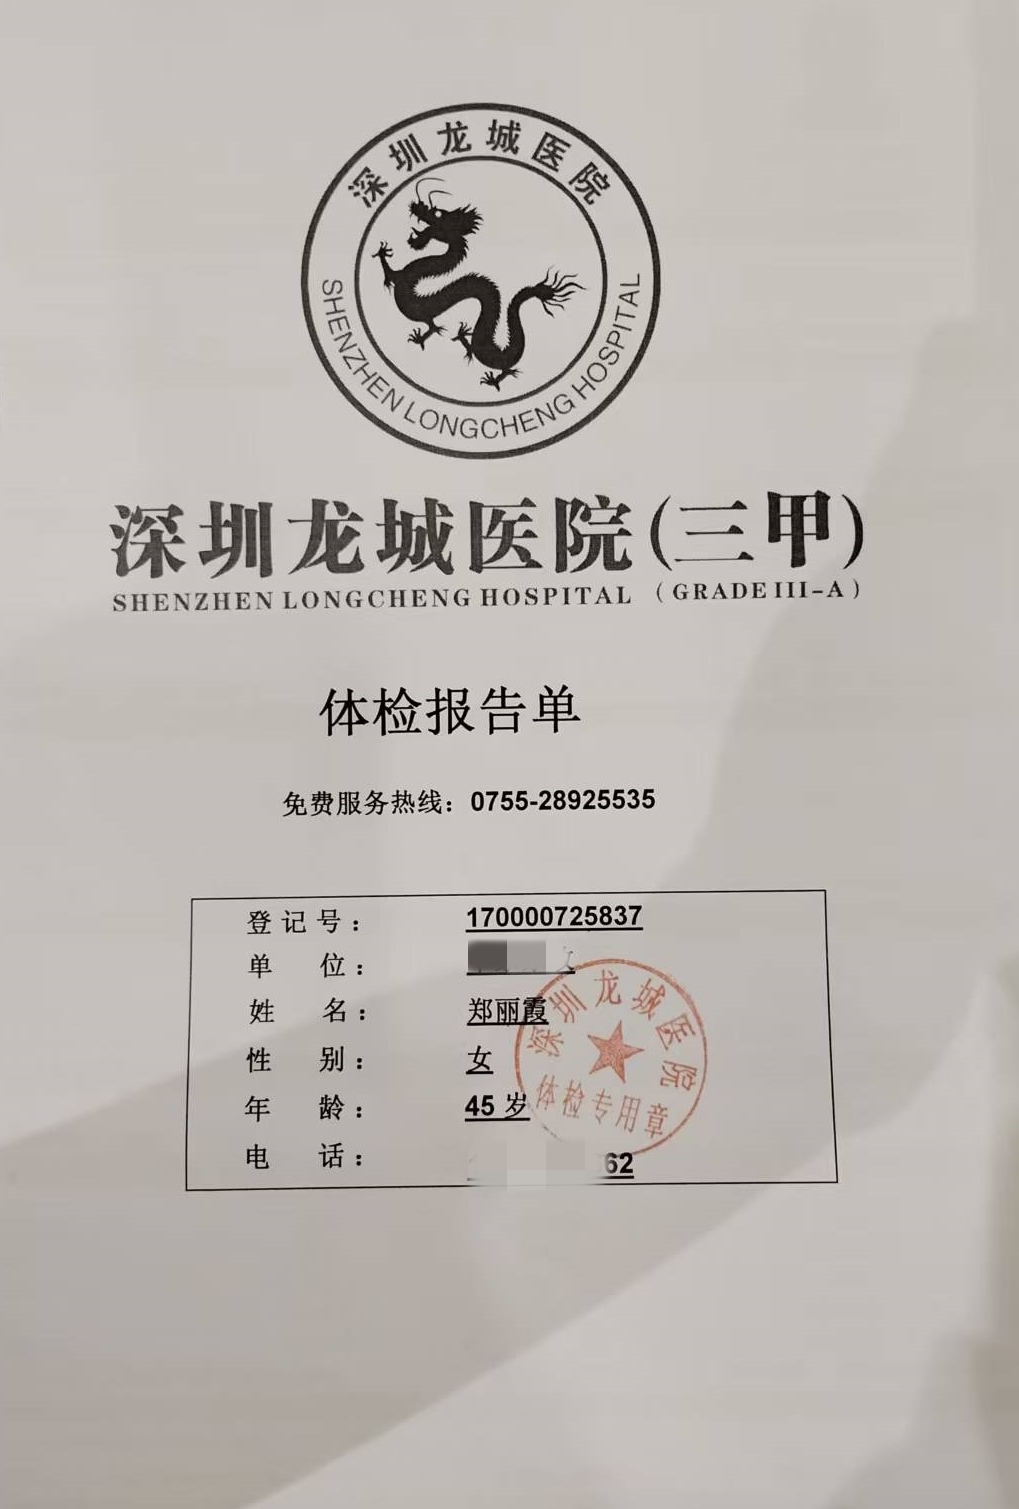 深圳龙城医院
SHENZHEN LONGCHENG HOSPITAL
深圳龙城医院(三甲)
SHENZHEN LONGCHENG HOSPITAL (GRADE III-A)
体检报告单
免费服务热线：0755-28925535
登记号：170000725837
单 位：
姓 名：郑丽霞
性 别：女
年 龄：45 岁
电 话：62
深圳龙城医院
体检专用章